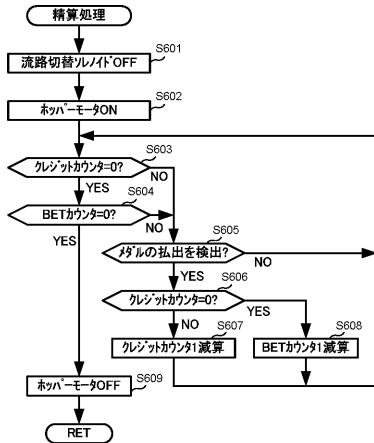 精算処理
S601
流路切替ソレノイドOFF
S602
ホッパーモータON
S603
クレジットカウンタ=0?
NO
YES
S604
BETカウンタ=0?
NO
YES
S605
メダルの払出を検出?
NO
YES
S606
クレジットカウンタ=0?
YES
NO
S607
クレジットカウンタ1減算
S608
BETカウンタ1減算
S609
ホッパーモータOFF
RET